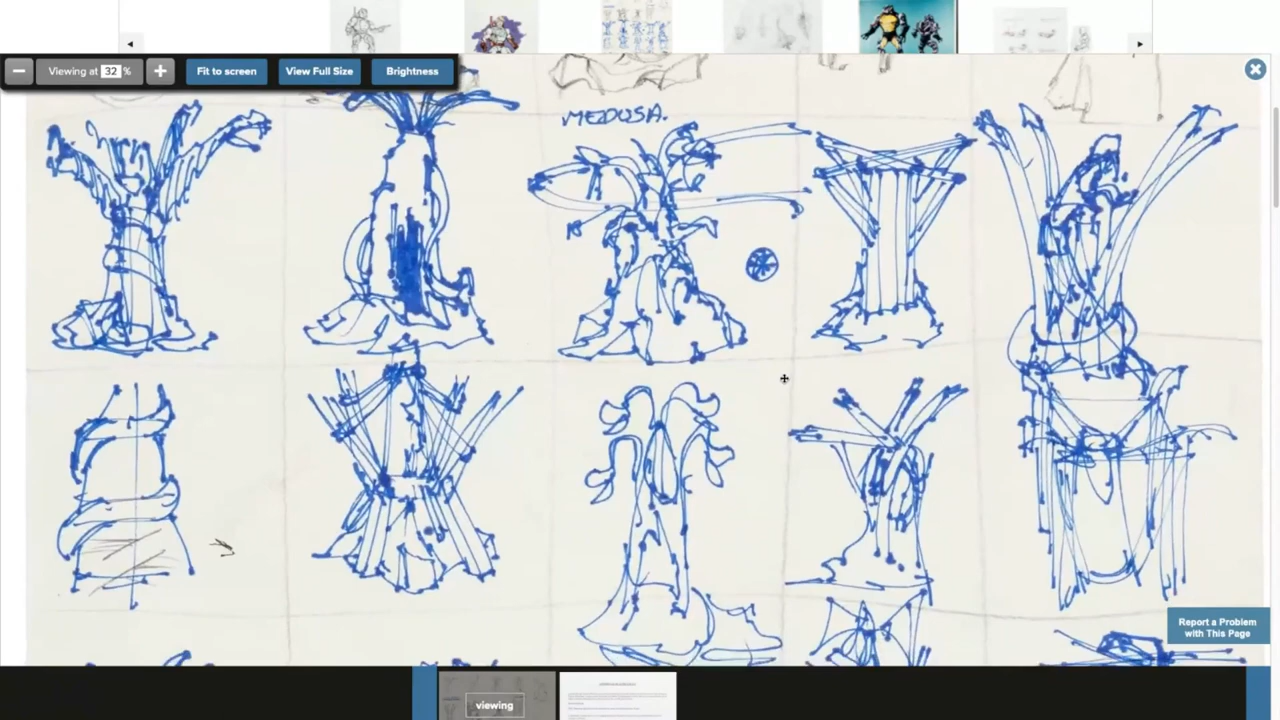 Viewing at 32 %
Fit to screen
View Full Size
Brightness
MEDUSA.
Report a Problem
with This Page
viewing